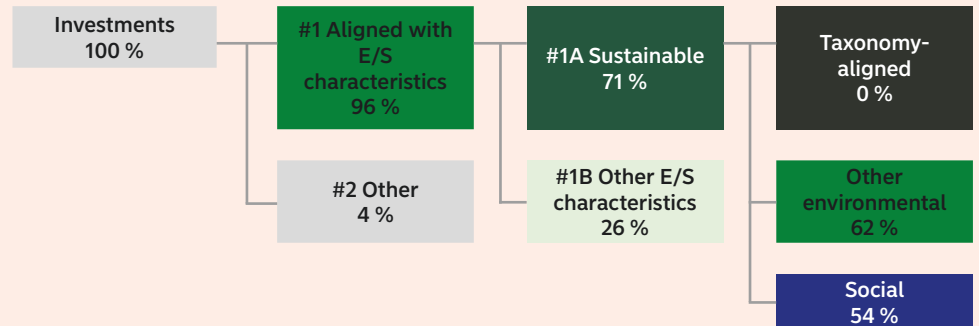 Investments
100 %
#1 Aligned with
E/S
characteristics
96 %
#1A Sustainable
71 %
Taxonomy-
aligned
0 %
#2 Other
4 %
#1B Other E/S
characteristics
26 %
Other
environmental
62 %
Social
54 %